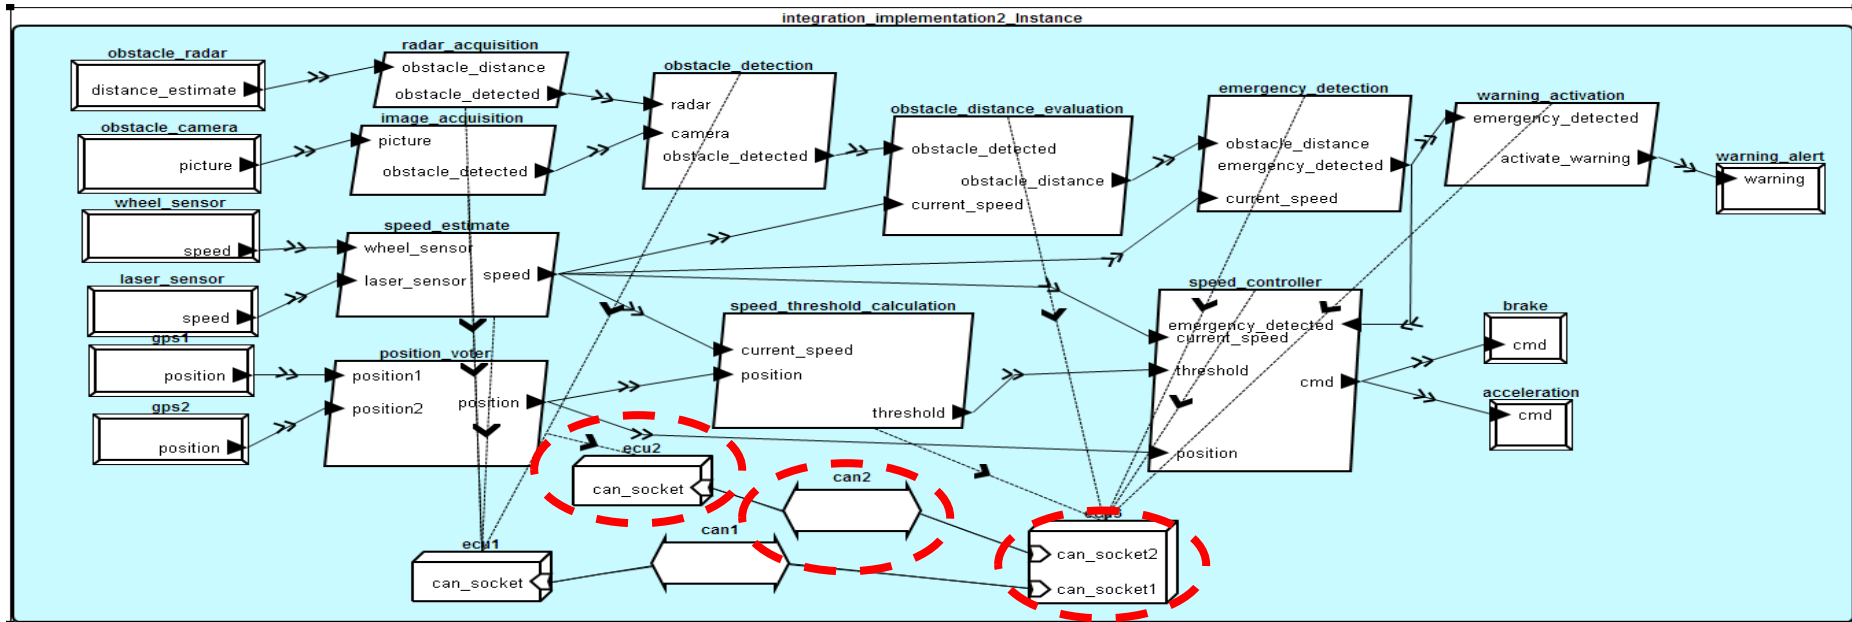 integration_implementation2_Instance
obstacle_radar
distance_estimate
radar_acquisition
obstacle_distance
obstacle_detected
obstacle_camera
picture
image_acquisition
picture
obstacle_detected
obstacle_detection
radar
camera
obstacle_detected
obstacle_distance_evaluation
obstacle_detected
obstacle_distance
current_speed
emergency_detection
obstacle_distance
emergency_detected
current_speed
warning_activation
emergency_detected
activate_warning
warning_alert
warning
wheel_sensor
speed
speed_estimate
wheel_sensor
laser_sensor
speed
laser_sensor
speed
gps1
position
gps2
position
position_voter
position1
position2
position
speed_threshold_calculation
current_speed
position
threshold
speed_controller
emergency_detected
current_speed
threshold
cmd
position
brake
cmd
acceleration
cmd
ecu2
can_socket
can2
can1
ecu1
can_socket
can_socket2
can_socket1